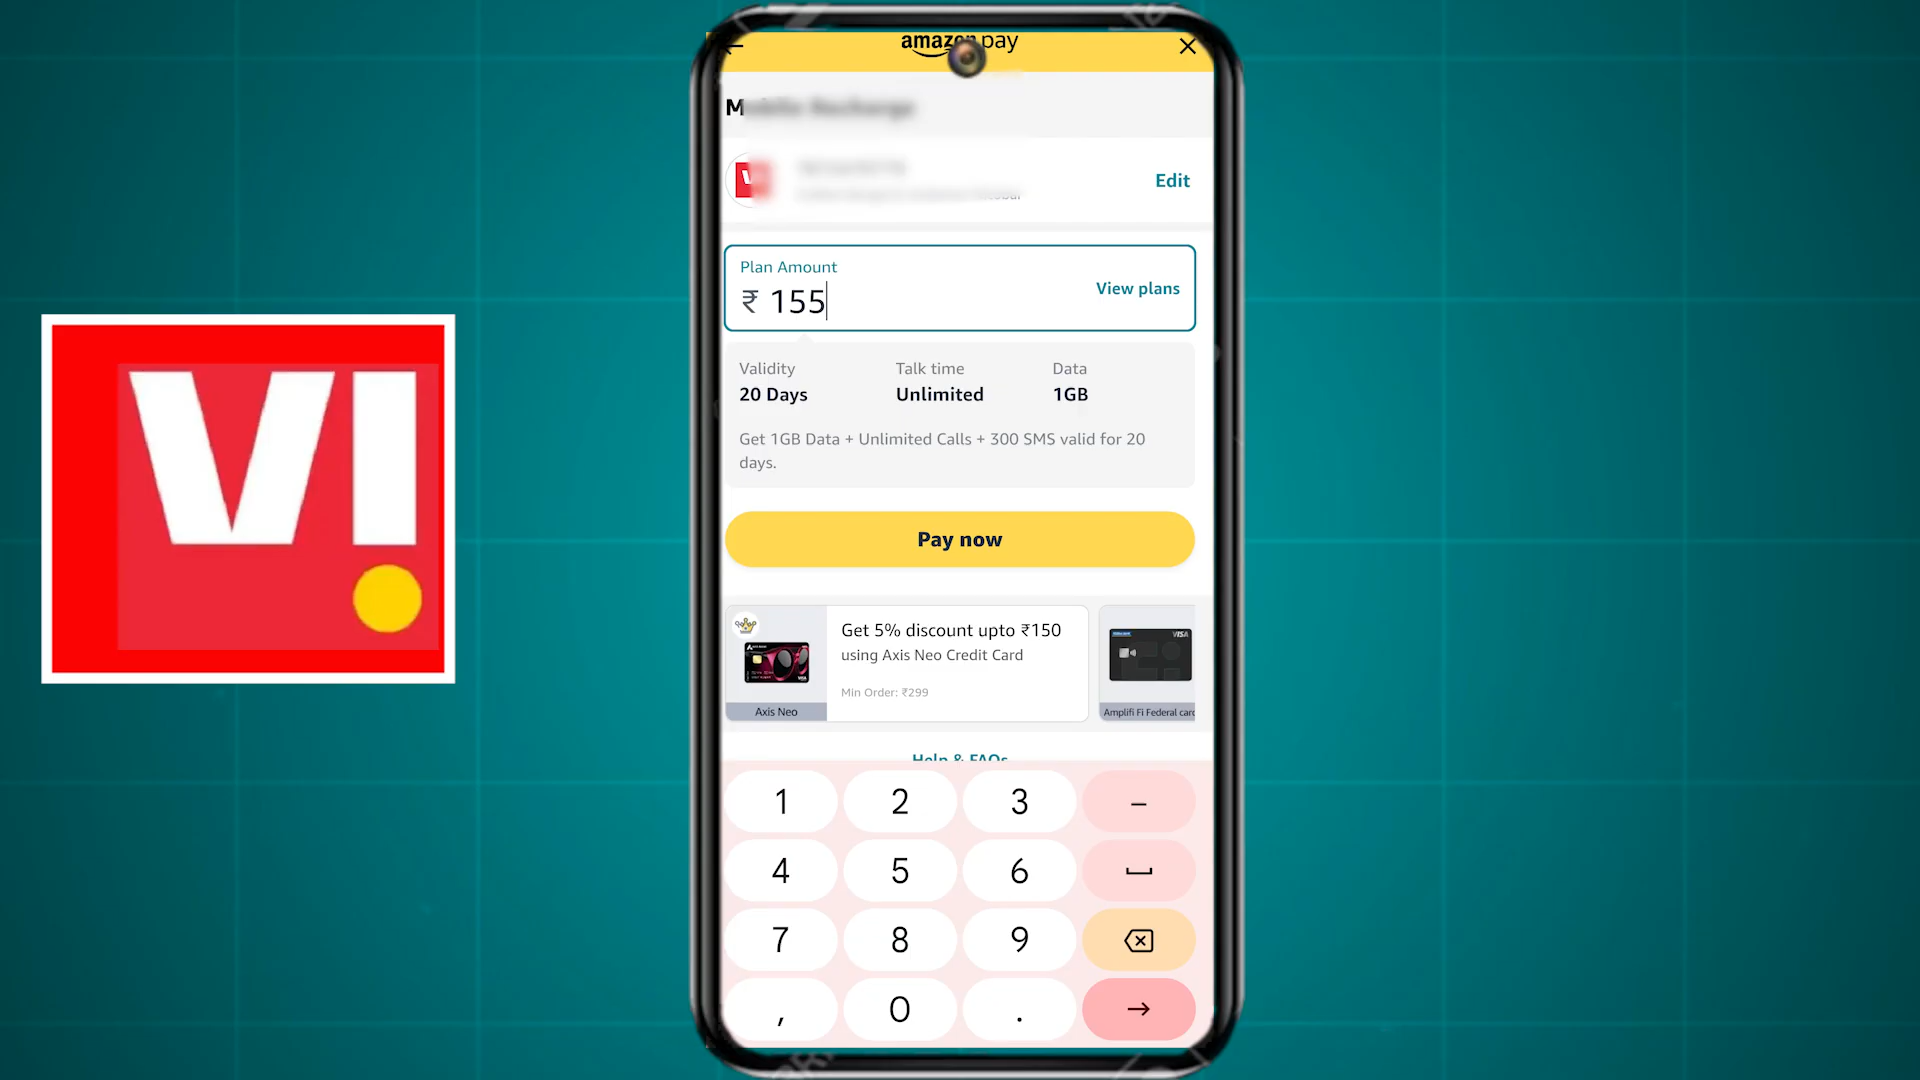 amazon pay
Edit
Plan Amount
₹ 155
View plans
Validity
Talk time
Data
20 Days
Unlimited
1GB
Get 1GB Data + Unlimited Calls + 300 SMS valid for 20
days.
Pay now
Get 5% discount upto ₹150
using Axis Neo Credit Card
Min Order: ₹299
Axis Neo
VISA
Amplifi Fi Federal card
Help & FAQs
1 2 3 –
4 5 6
7 8 9
, 0 . →
VI